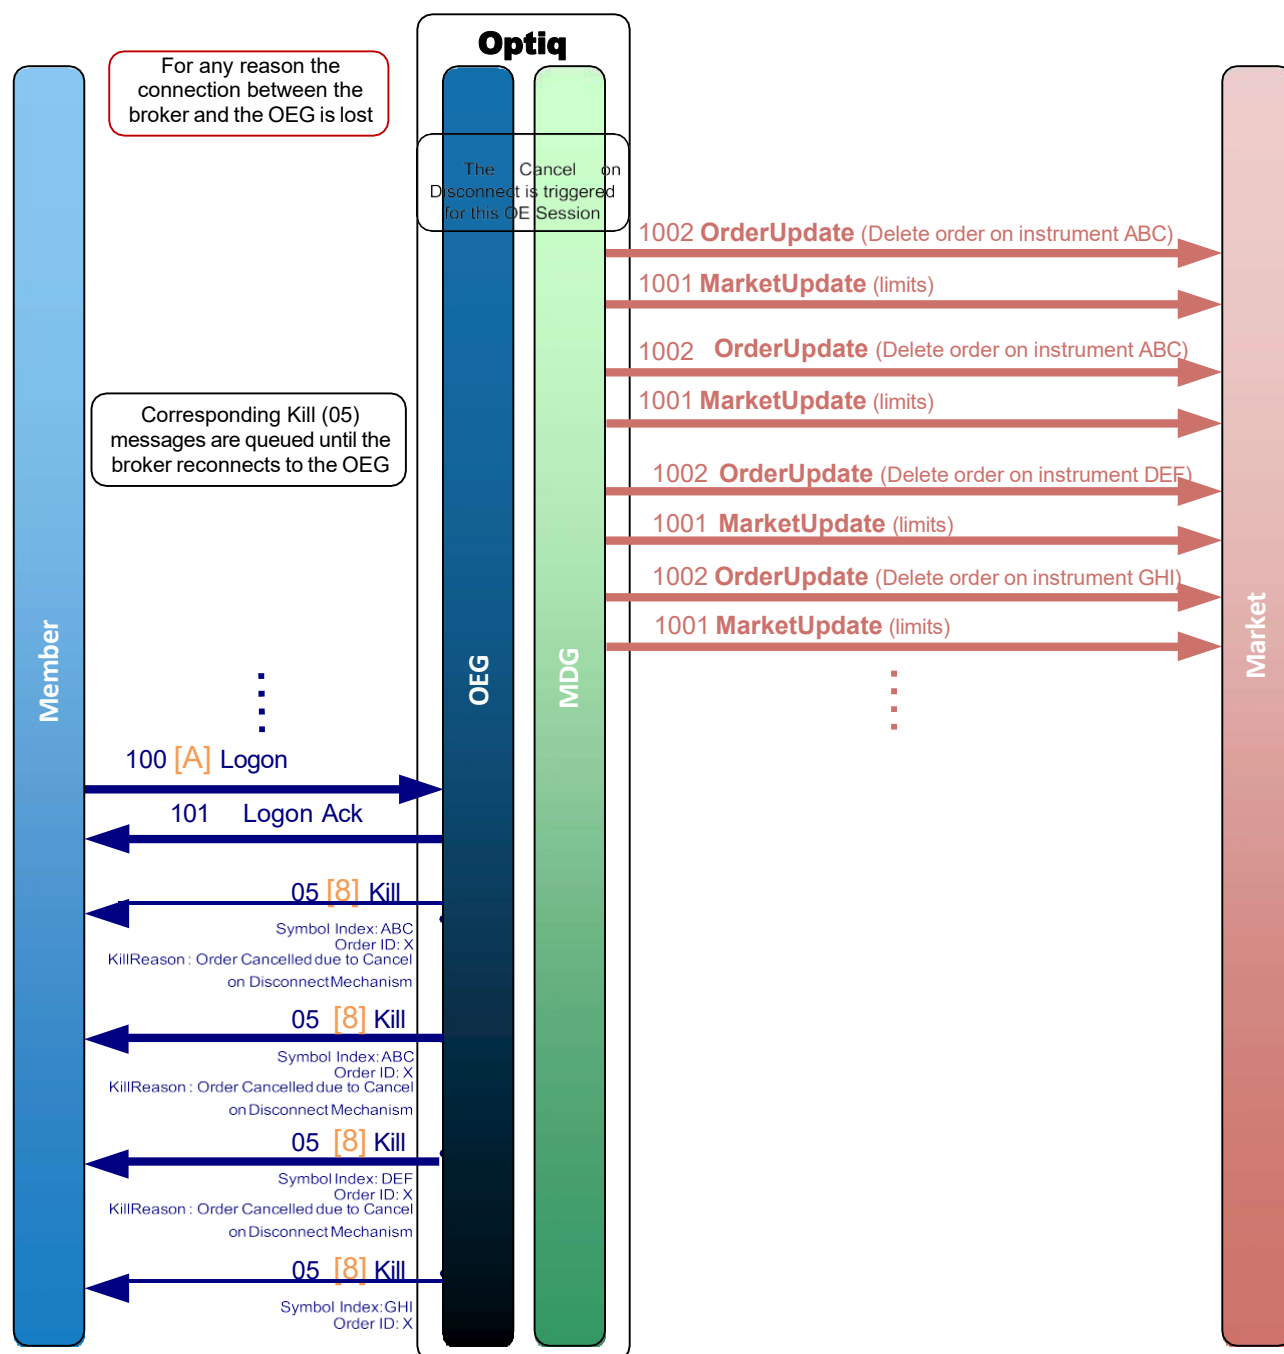 Optiq
For any reason the
connection between the
broker and the OEG is lost
The Cancel on
Disconnect is triggered
for this OE Session
1002 OrderUpdate (Delete order on instrument ABC)
1001 MarketUpdate (limits)
1002 OrderUpdate (Delete order on instrument ABC)
1001 MarketUpdate (limits)
Corresponding Kill (05)
messages are queued until the
broker reconnects to the OEG
1002 OrderUpdate (Delete order on instrument DEF)
1001 MarketUpdate (limits)
1002 OrderUpdate (Delete order on instrument GHI)
1001 MarketUpdate (limits)
Member
OEG
MDG
Market
100 [A] Logon
101 Logon Ack
05 [8] Kill
Symbol Index: ABC
Order ID: X
KillReason : Order Cancelled due to Cancel
on Disconnect Mechanism
05 [8] Kill
Symbol Index: ABC
Order ID: X
KillReason : Order Cancelled due to Cancel
on Disconnect Mechanism
05 [8] Kill
Symbol Index: DEF
Order ID: X
KillReason : Order Cancelled due to Cancel
on Disconnect Mechanism
05 [8] Kill
Symbol Index: GHI
Order ID: X